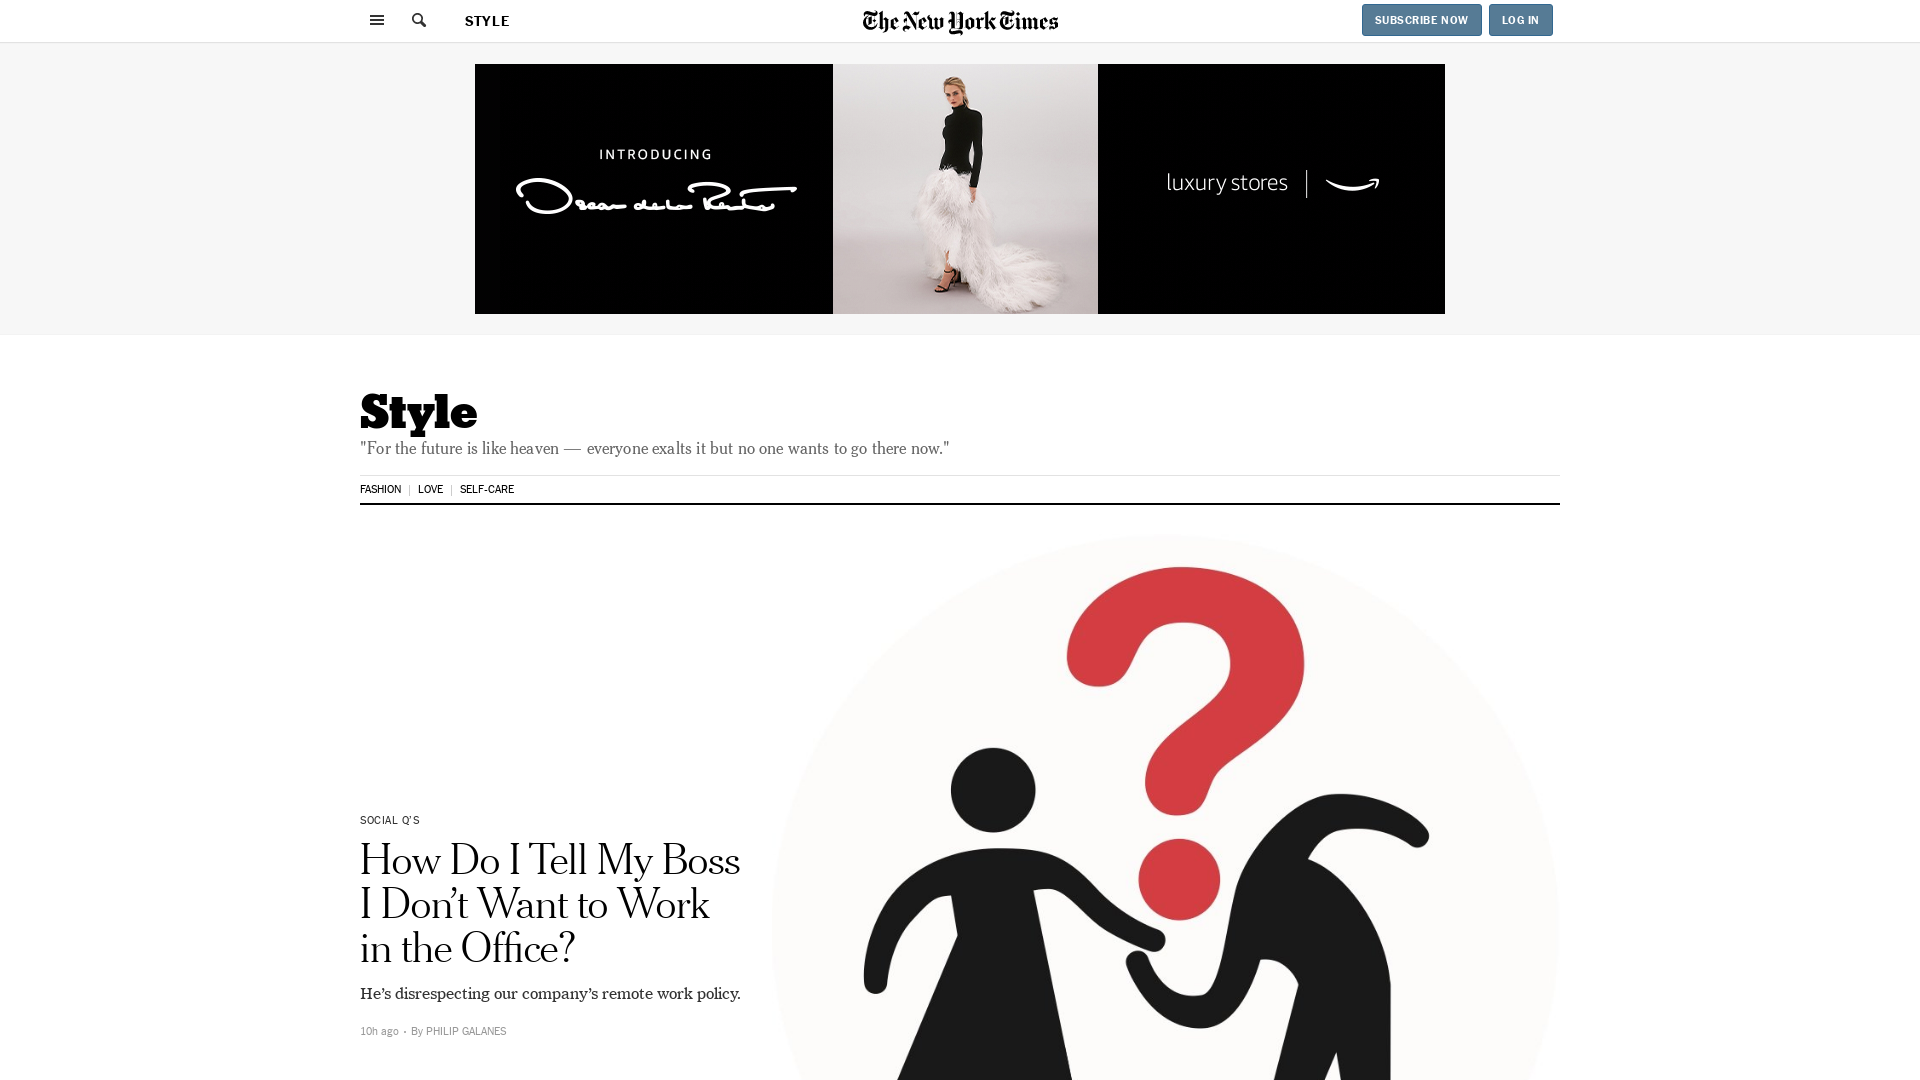 STYLE
The New York Times
SUBSCRIBE NOW
LOG IN
INTRODUCING
Oscar de la Renta
luxury stores
Style
"For the future is like heaven — everyone exalts it but no one wants to go there now."
FASHION | LOVE | SELF-CARE
SOCIAL Q'S
How Do I Tell My Boss
I Don’t Want to Work
in the Office?
He’s disrespecting our company’s remote work policy.
10h ago • By PHILIP GALANES